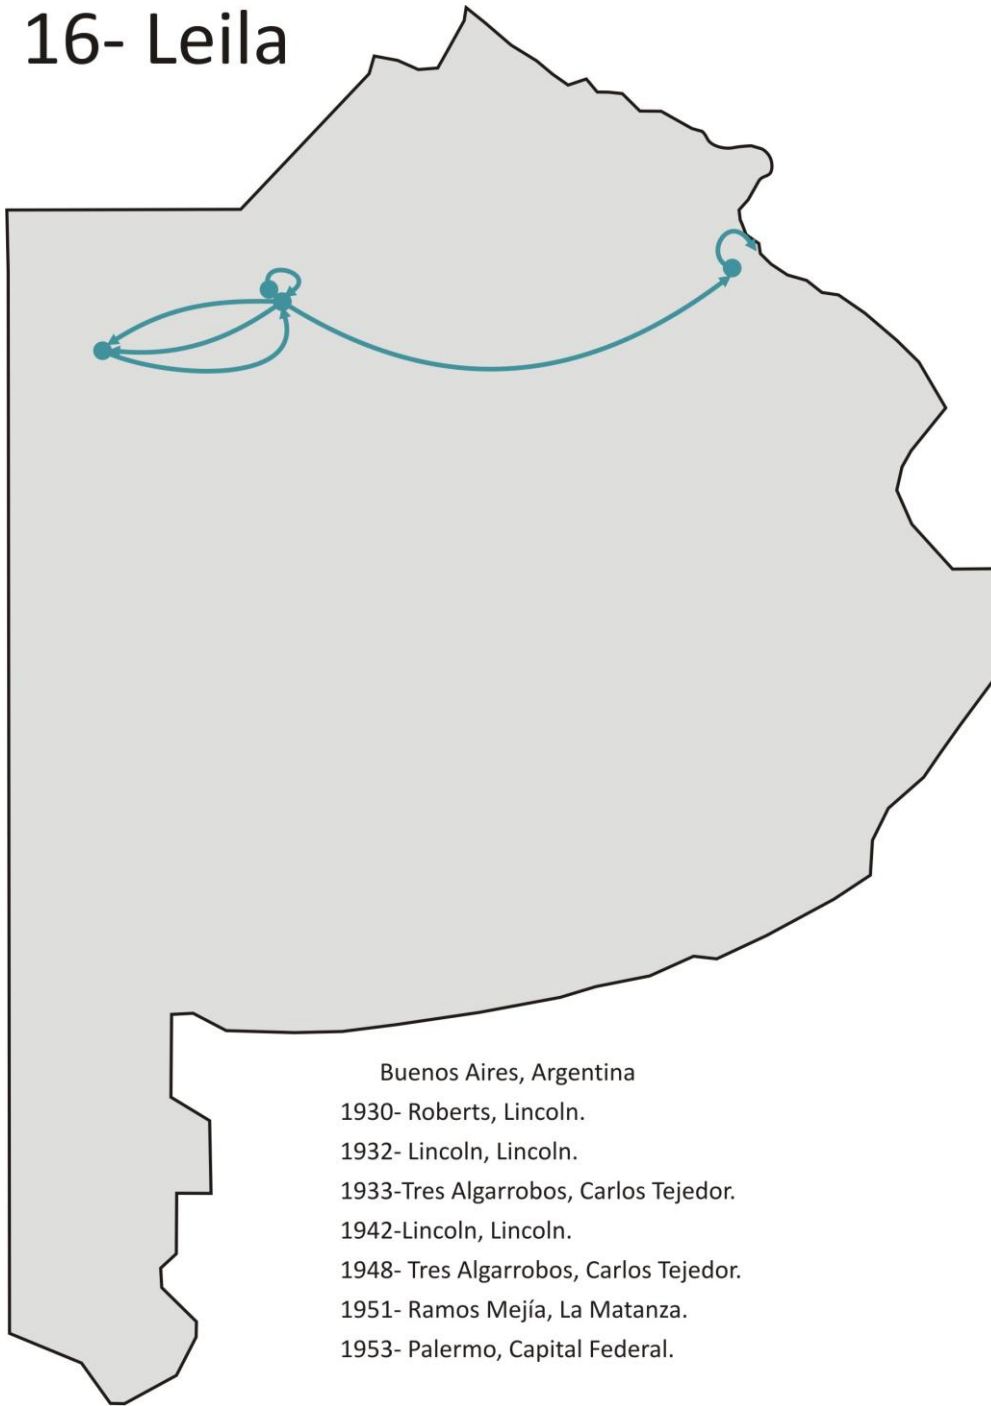 16- Leila
Buenos Aires, Argentina
1930- Roberts, Lincoln.
1932- Lincoln, Lincoln.
1933-Tres Algarrobos, Carlos Tejedor.
1942-Lincoln, Lincoln.
1948- Tres Algarrobos, Carlos Tejedor.
1951- Ramos Mejía, La Matanza.
1953- Palermo, Capital Federal.